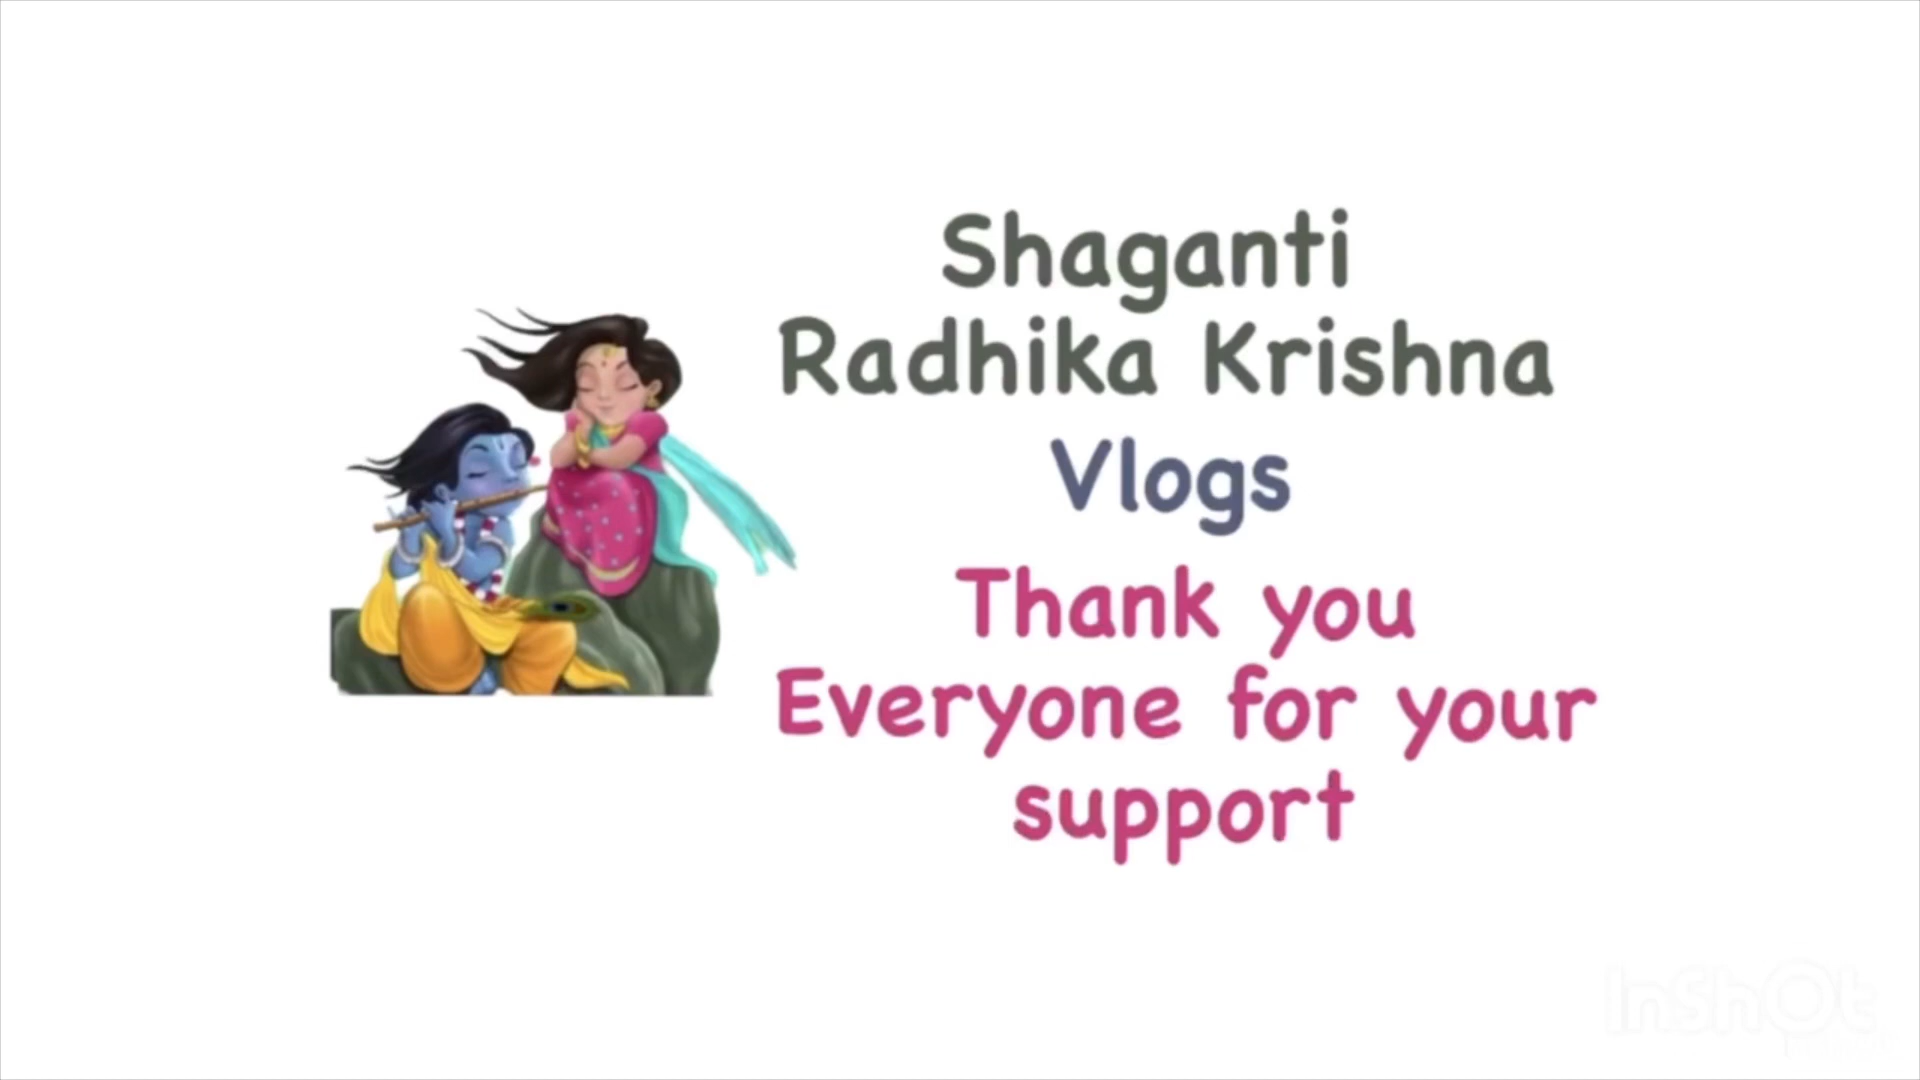 Shaganti
Radhika Krishna
Vlogs
Thank you
Everyone for your
support
InShOt